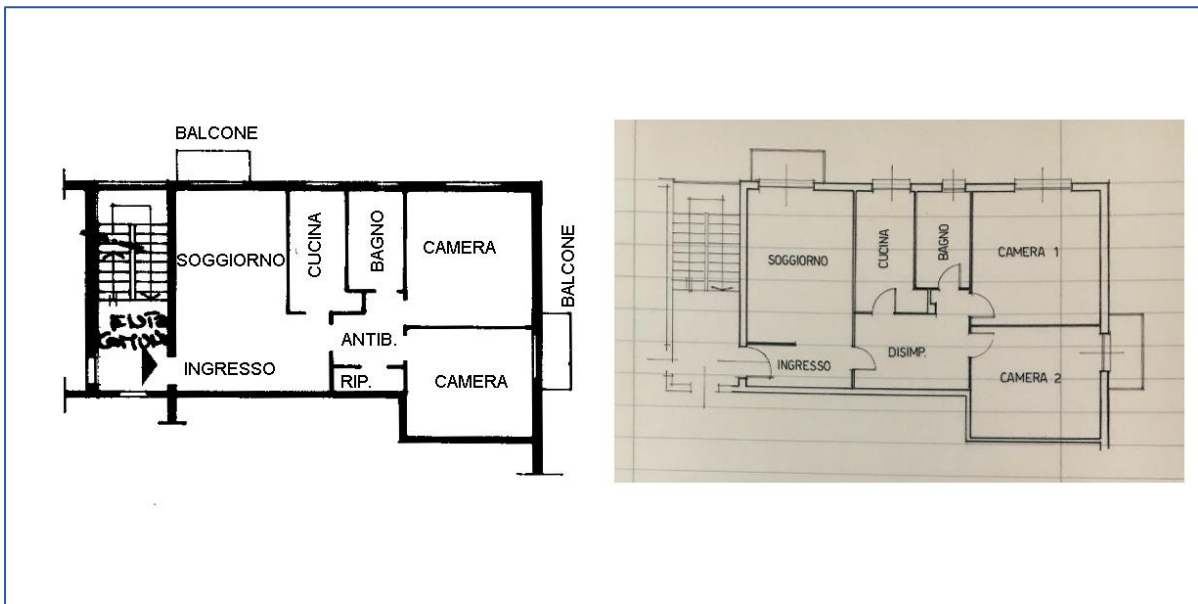 BALCONE
SOGGIORNO
CUCINA
BAGNO
CAMERA
BALCONE
ANTIB.
INGRESSO
RIP.
CAMERA
SOGGIORNO
CUCINA
BAGNO
CAMERA 1
INGRESSO
DISIMP.
CAMERA 2